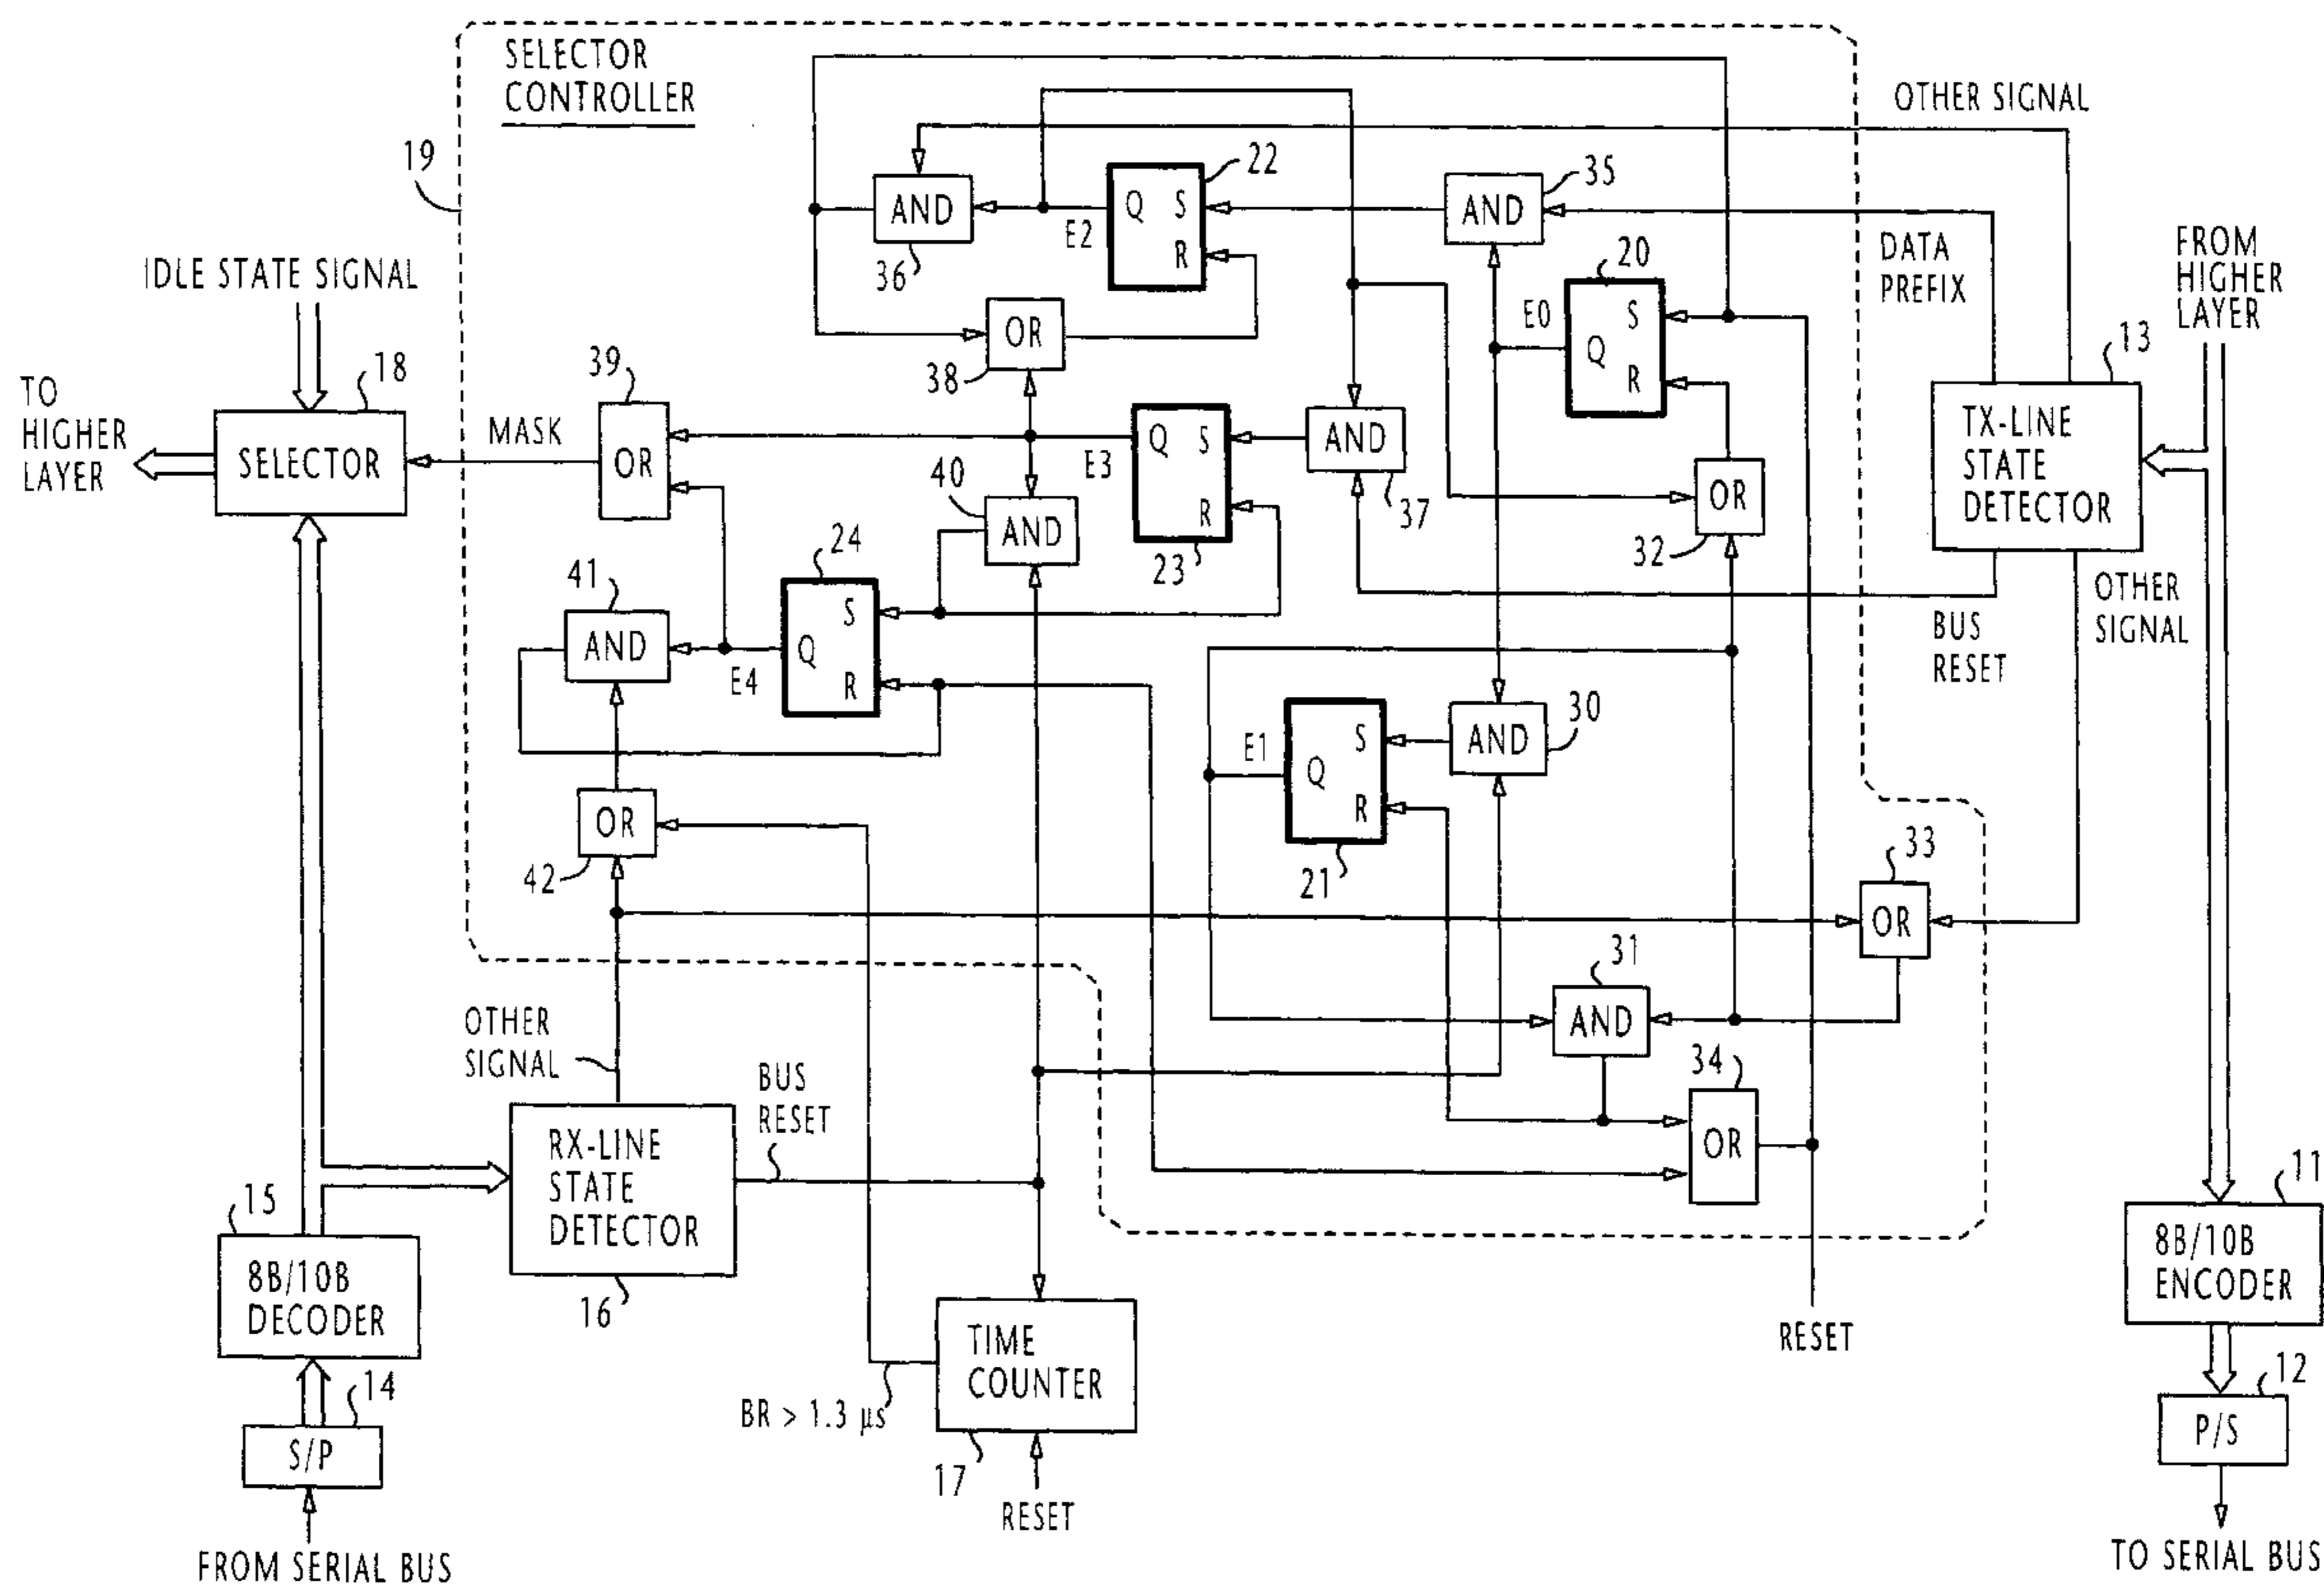 SELECTOR
CONTROLLER
OTHER SIGNAL
19
22
35
AND
Q S
AND
E2
R
36
DATA
PREFIX
FROM
HIGHER
LAYER
IDLE STATE SIGNAL
20
E0
S
Q
R
OR
38
39
13
TO
HIGHER
LAYER
18
MASK
SELECTOR
OR
Q S
E3
R
23
AND
37
TX-LINE
STATE
DETECTOR
40
AND
OR
32
24
41
S
Q
R
AND
E4
BUS
RESET
OTHER
SIGNAL
E1
S
Q
R
21
AND
30
OR
42
33
OR
31
AND
OTHER
SIGNAL
BUS
RESET
34
OR
RX-LINE
STATE
DETECTOR
16
15
8B/10B
DECODER
11
8B/10B
ENCODER
TIME
COUNTER
BR > 1.3 µs
17
RESET
RESET
14
S/P
12
P/S
FROM SERIAL BUS
TO SERIAL BUS